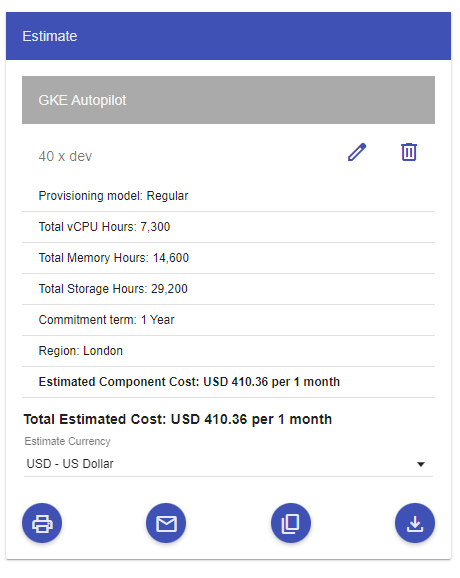 Estimate
GKE Autopilot
40 x dev
Provisioning model: Regular
Total vCPU Hours: 7,300
Total Memory Hours: 14,600
Total Storage Hours: 29,200
Commitment term: 1 Year
Region: London
Estimated Component Cost: USD 410.36 per 1 month
Total Estimated Cost: USD 410.36 per 1 month
Estimate Currency
USD - US Dollar